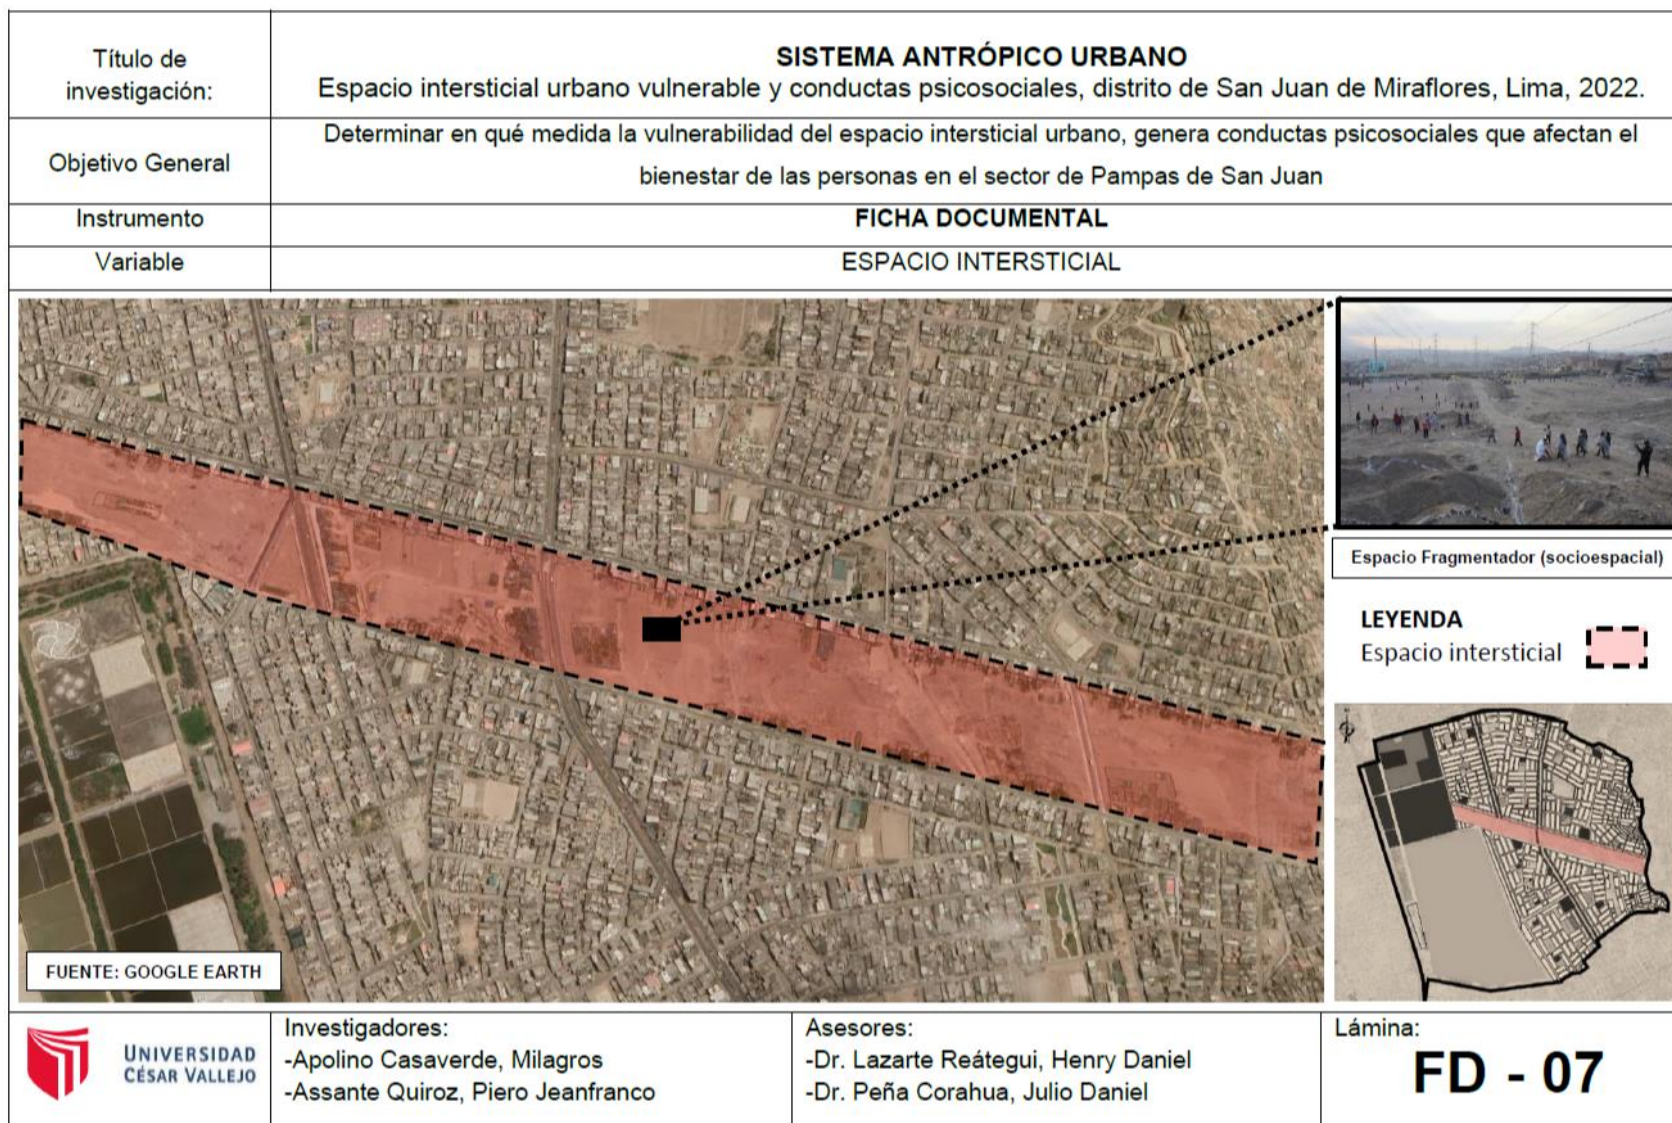 Título de
investigación:
SISTEMA ANTRÓPICO URBANO
Espacio intersticial urbano vulnerable y conductas psicosociales, distrito de San Juan de Miraflores, Lima, 2022.
Objetivo General
Determinar en qué medida la vulnerabilidad del espacio intersticial urbano, genera conductas psicosociales que afectan el
bienestar de las personas en el sector de Pampas de San Juan
Instrumento
FICHA DOCUMENTAL
Variable
ESPACIO INTERSTICIAL
Espacio Fragmentador (socioespacial)
LEYENDA
Espacio intersticial
FUENTE: GOOGLE EARTH
UNIVERSIDAD
CÉSAR VALLEJO
Investigadores:
-Apolino Casaverde, Milagros
-Assante Quiroz, Piero Jeanfranco
Asesores:
-Dr. Lazarte Reátegui, Henry Daniel
-Dr. Peña Corahua, Julio Daniel
Lámina:
FD - 07